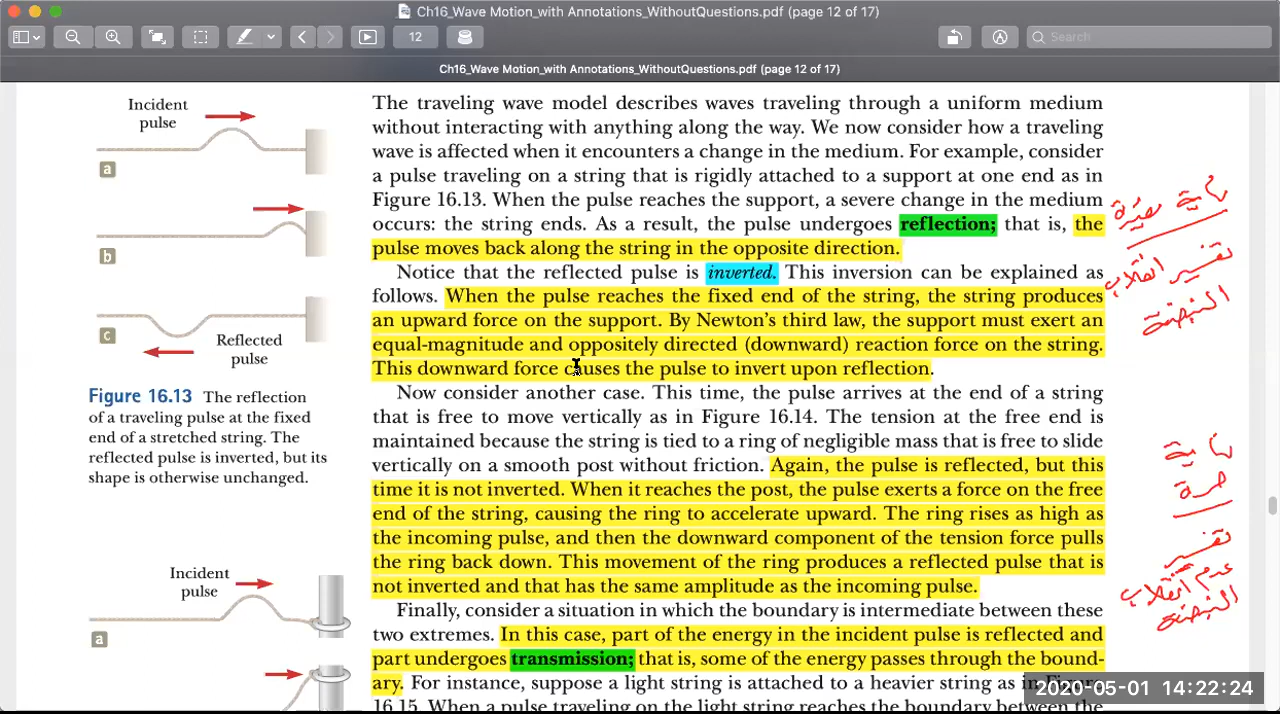 Ch16_Wave Motion_with Annotations_WithoutQuestions.pdf (page 12 of 17)
12
Search
Ch16_Wave Motion_with Annotations_WithoutQuestions.pdf (page 12 of 17)
Incident
pulse
a
b
c
Reflected
pulse
Figure 16.13 The reflection
of a traveling pulse at the fixed
end of a stretched string. The
reflected pulse is inverted, but its
shape is otherwise unchanged.
Incident
pulse
a
The traveling wave model describes waves traveling through a uniform medium
without interacting with anything along the way. We now consider how a traveling
wave is affected when it encounters a change in the medium. For example, consider
a pulse traveling on a string that is rigidly attached to a support at one end as in
Figure 16.13. When the pulse reaches the support, a severe change in the medium
occurs: the string ends. As a result, the pulse undergoes reflection; that is, the
pulse moves back along the string in the opposite direction.
Notice that the reflected pulse is inverted. This inversion can be explained as
follows. When the pulse reaches the fixed end of the string, the string produces
an upward force on the support. By Newton's third law, the support must exert an
equal-magnitude and oppositely directed (downward) reaction force on the string.
This downward force causes the pulse to invert upon reflection.
Now consider another case. This time, the pulse arrives at the end of a string
that is free to move vertically as in Figure 16.14. The tension at the free end is
maintained because the string is tied to a ring of negligible mass that is free to slide
vertically on a smooth post without friction. Again, the pulse is reflected, but this
time it is not inverted. When it reaches the post, the pulse exerts a force on the free
end of the string, causing the ring to accelerate upward. The ring rises as high as
the incoming pulse, and then the downward component of the tension force pulls
the ring back down. This movement of the ring produces a reflected pulse that is
not inverted and that has the same amplitude as the incoming pulse.
Finally, consider a situation in which the boundary is intermediate between these
two extremes. In this case, part of the energy in the incident pulse is reflected and
part undergoes transmission; that is, some of the energy passes through the bound-
ary. For instance, suppose a light string is attached to a heavier string as in
16.15. When a pulse traveling on the light string reaches the boundary between the
نهاية مقيدة
تفسير انقلاب
النبضة
نهاية
حرة
تفسير
عدم انقلاب
النبضة
2020-05-01 14:22:24